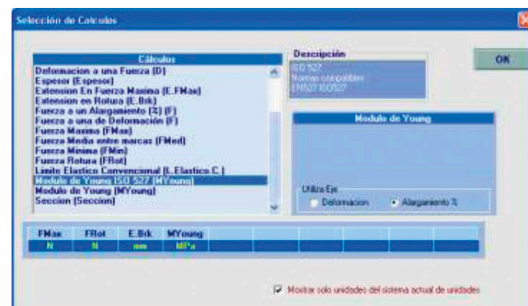 Selección de Calculos
Cálculos
Deformacion a una Fuerza (D)
Espesor (Espesor)
Extension En Fuerza Maxima (E.FMax)
Extension en Rotura (E.Brk)
Fuerza a un Alargamiento (%) (F)
Fuerza a una de Deformación (F)
Fuerza Maxima (FMax)
Fuerza Media entre marcas (FMed)
Fuerza Minima (FMin)
Fuerza Rotura (FRot)
Limite Elastico Convencional (L.Elastico C.)
Modulo de Young ISO 527 (MYoung)
Modulo de Young (MYoung)
Seccion (Seccion)
Descripción
ISO 527
Normas compatibles
EN527 ISO527
OK
Modulo de Young
Utiliza Eje
Deformacion
Alargamiento %
FMax FRot E.Brk MYoung
N N mm MPa
Mostrar solo unidades del sistema actual de unidades